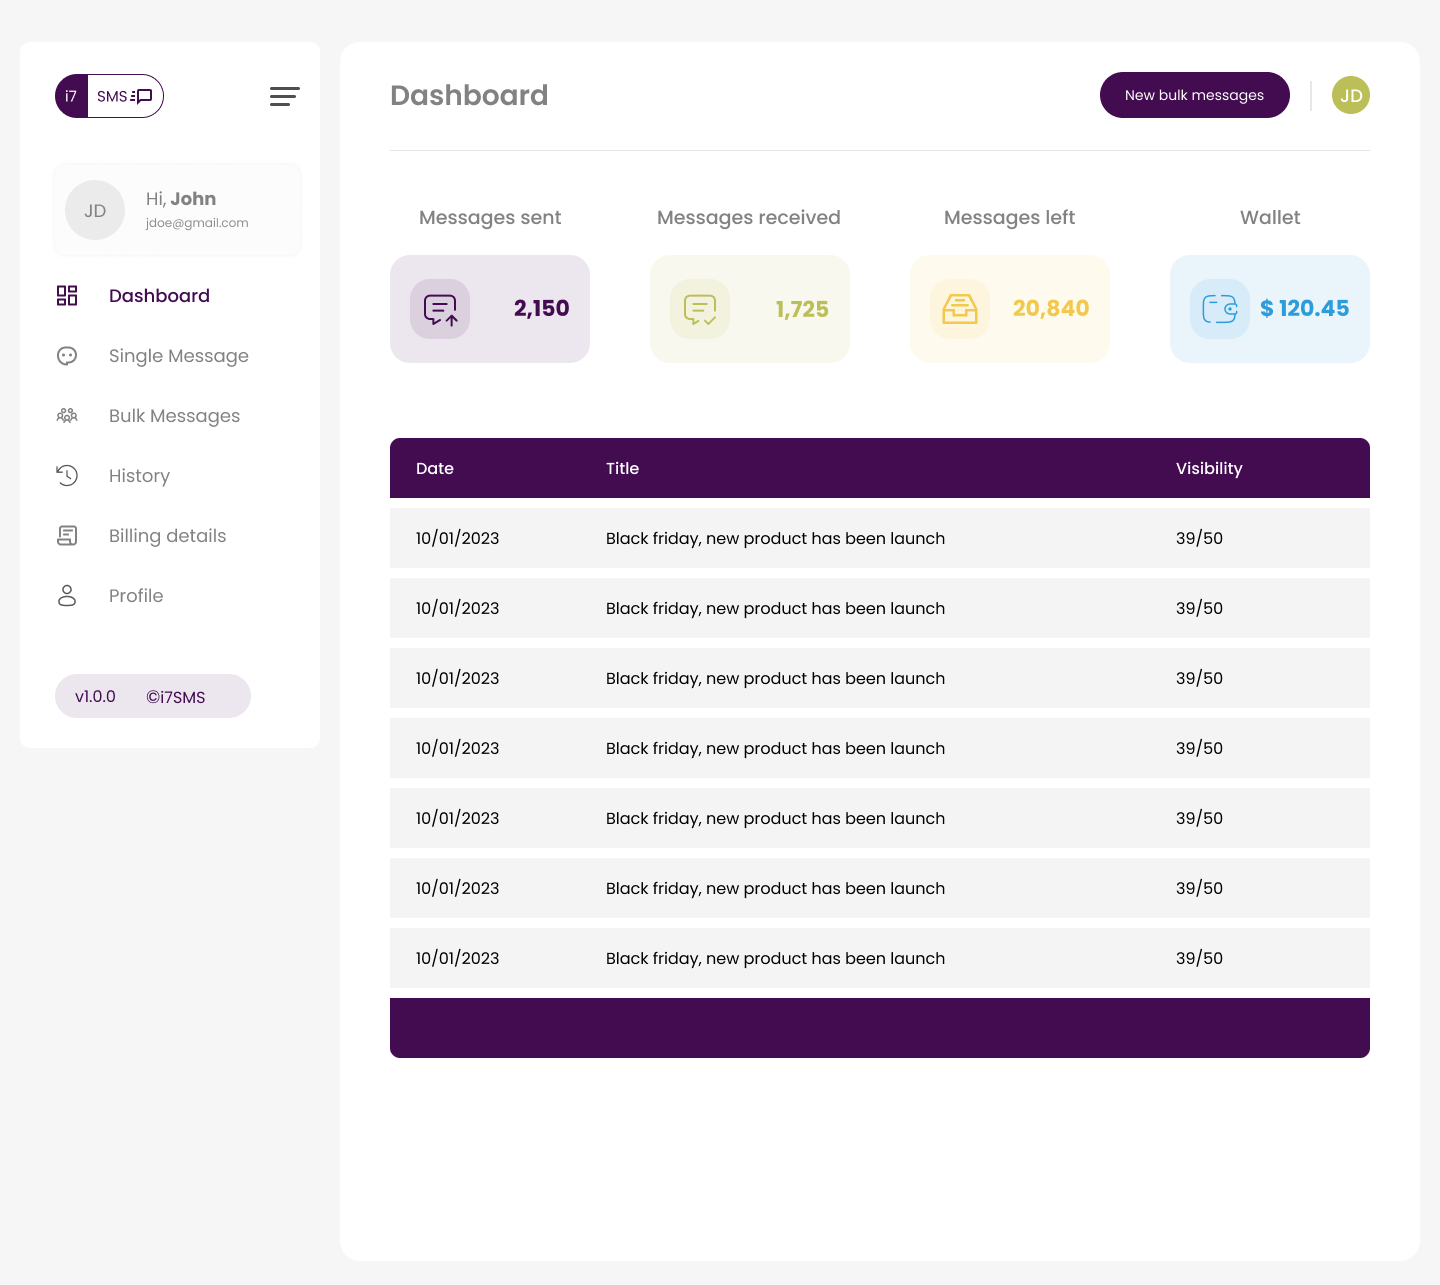 i7 SMS
JD
Hi, John
jdoe@gmail.com
Dashboard
Single Message
Bulk Messages
History
Billing details
Profile
v1.0.0 ©i7SMS
Dashboard
New bulk messages
JD
Messages sent
2,150
Messages received
1,725
Messages left
20,840
Wallet
$ 120.45
Date Title Visibility
10/01/2023 Black friday, new product has been launch 39/50
10/01/2023 Black friday, new product has been launch 39/50
10/01/2023 Black friday, new product has been launch 39/50
10/01/2023 Black friday, new product has been launch 39/50
10/01/2023 Black friday, new product has been launch 39/50
10/01/2023 Black friday, new product has been launch 39/50
10/01/2023 Black friday, new product has been launch 39/50